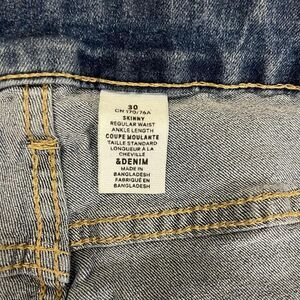 30
CN 170/76A
SKINNY
REGULAR WAIST
ANKLE LENGTH
COUPE MOULANTE
TAILLE STANDARD
LONGUEUR À LA
CHEVILLE
&DENIM
MADE IN
BANGLADESH
FABRIQUÉ EN
BANGLADESH